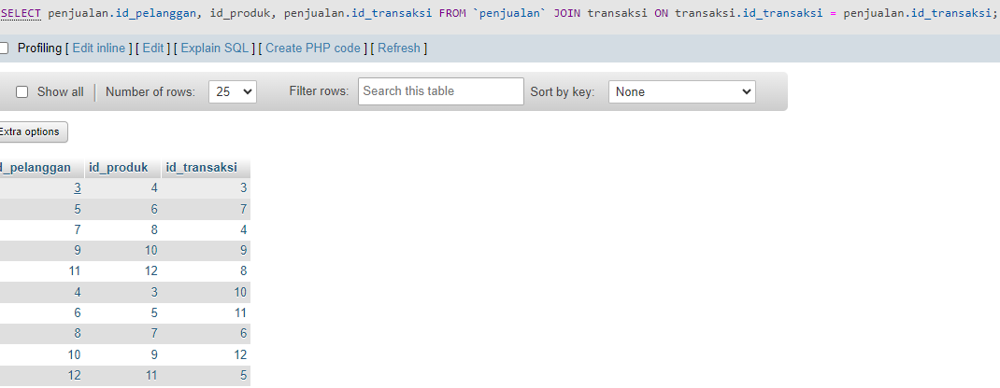 SELECT penjualan.id_pelanggan, id_produk, penjualan.id_transaksi FROM `penjualan` JOIN transaksi ON transaksi.id_transaksi = penjualan.id_transaksi;
Profiling [ Edit inline ] [ Edit ] [ Explain SQL ] [ Create PHP code ] [ Refresh ]
Show all Number of rows: 25 Filter rows: Search this table Sort by key: None
Extra options
d_pelanggan id_produk id_transaksi
3 4 3
5 6 7
7 8 4
9 10 9
11 12 8
4 3 10
6 5 11
8 7 6
10 9 12
12 11 5